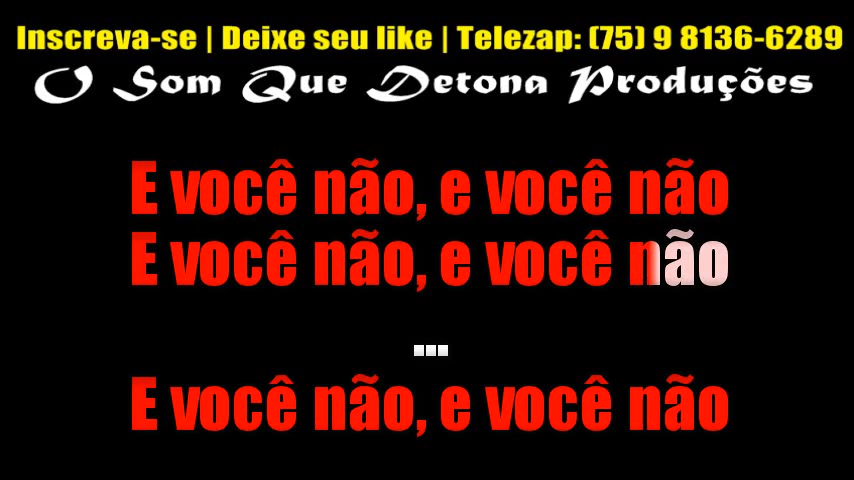 Inscreva-se | Deixe seu like | Telezap: (75) 9 8136-6289
O Som Que Detona Produções
E você não, e você não
E você não, e você não
...
E você não, e você não